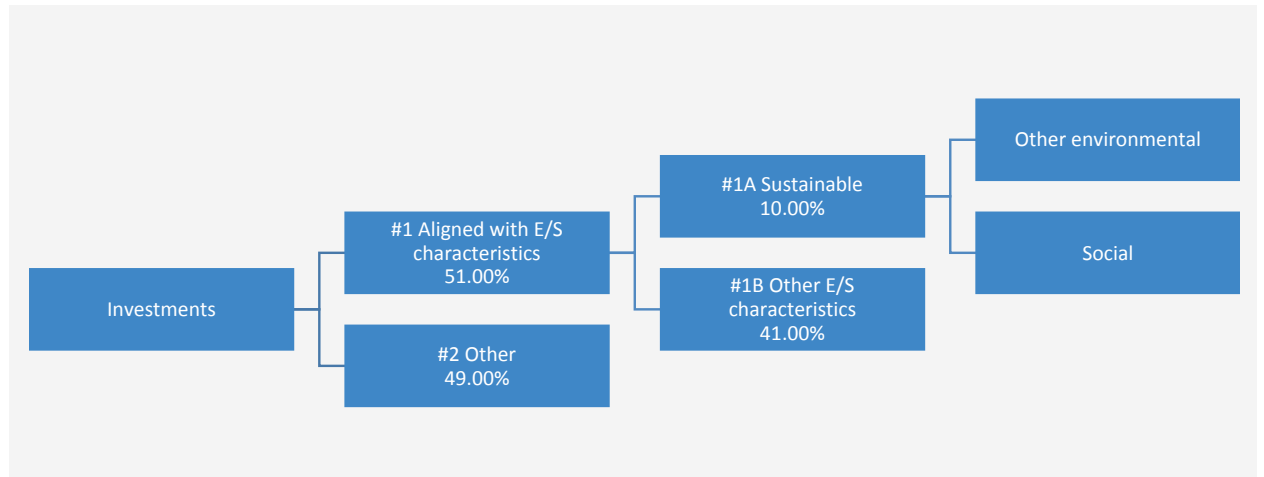 Investments
#1 Aligned with E/S
characteristics
51.00%
#2 Other
49.00%
#1A Sustainable
10.00%
#1B Other E/S
characteristics
41.00%
Other environmental
Social